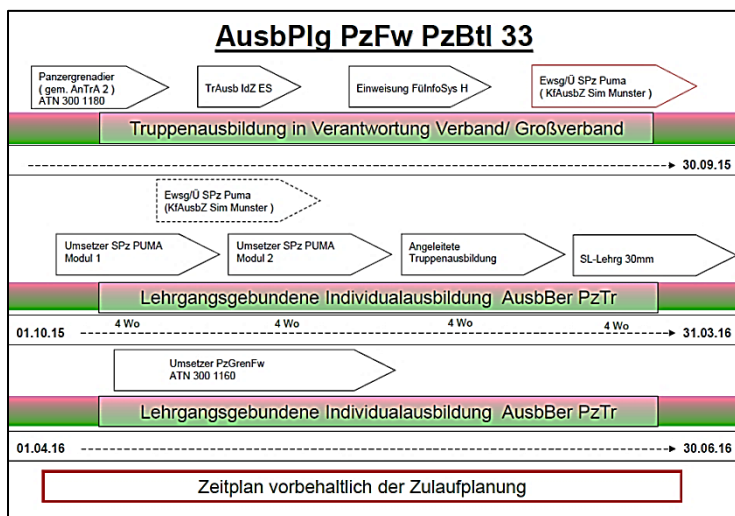 AusbPlg PzFw PzBtl 33
Panzergrenadier
( gem. AnTrA 2 )
ATN 300 1180
TrAusb IdZ ES
Einweisung FüInfoSys H
Ewsg/Ü SPz Puma
( KfAusbZ Sim Munster )
Truppenausbildung in Verantwortung Verband/ Großverband
30.09.15
Ewsg/Ü SPz Puma
(KfAusbZ Sim Munster )
Umsetzer SPz PUMA
Modul 1
Umsetzer SPz PUMA
Modul 2
Angeleitete
Truppenausbildung
SL-Lehrg 30mm
Lehrgangsgebundene Individualausbildung AusbBer PzTr
4 Wo 4 Wo 4 Wo 4 Wo
01.10.15 31.03.16
Umsetzer PzGrenFw
ATN 300 1160
Lehrgangsgebundene Individualausbildung AusbBer PzTr
01.04.16 30.06.16
Zeitplan vorbehaltlich der Zulaufplanung